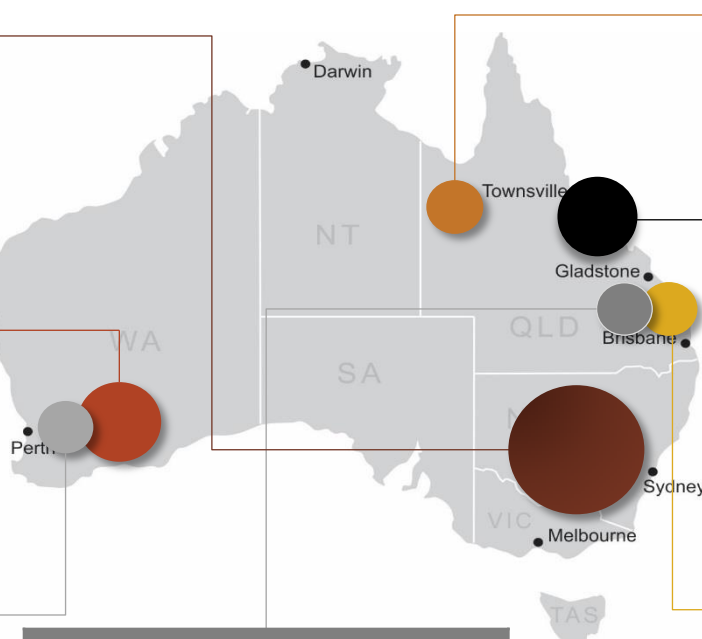 Darwin
Townsville
NT
Gladstone
QLD
Brisbane
WA
SA
N
Perth
Sydney
VIC
Melbourne
TAS